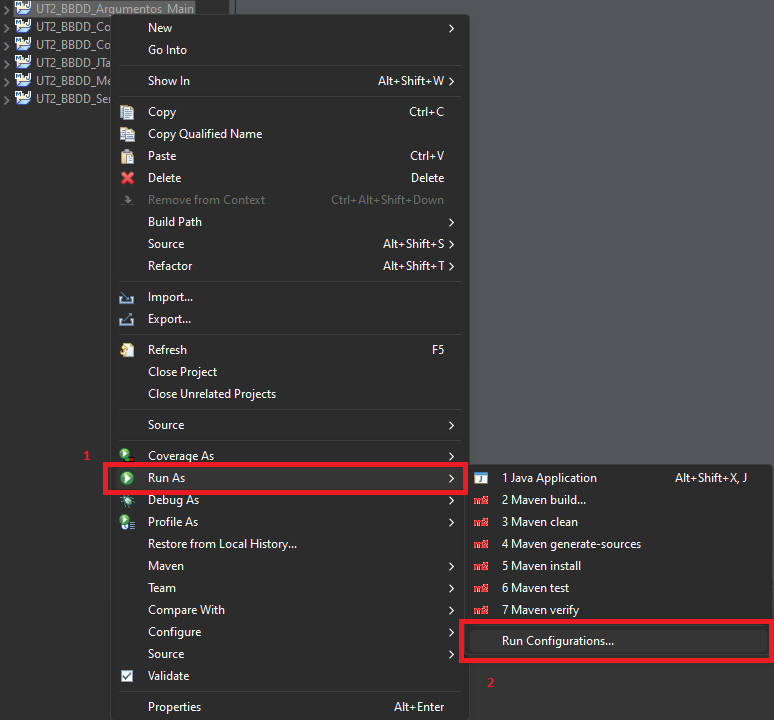 UT2_BBDD_Argumentos_Main
UT2_BBDD_Co
UT2_BBDD_Co
UT2_BBDD_JTa
UT2_BBDD_Me
UT2_BBDD_Ser
New
Go Into
Show In Alt+Shift+W
Copy Ctrl+C
Copy Qualified Name
Paste Ctrl+V
Delete Delete
Remove from Context Ctrl+Alt+Shift+Down
Build Path
Source Alt+Shift+S
Refactor Alt+Shift+T
Import...
Export...
Refresh F5
Close Project
Close Unrelated Projects
Source
1
Coverage As
Run As
Debug As
Profile As
Restore from Local History...
Maven
Team
Compare With
Configure
Source
Validate
Properties Alt+Enter
1 Java Application Alt+Shift+X, J
2 Maven build...
3 Maven clean
4 Maven generate-sources
5 Maven install
6 Maven test
7 Maven verify
Run Configurations...
2